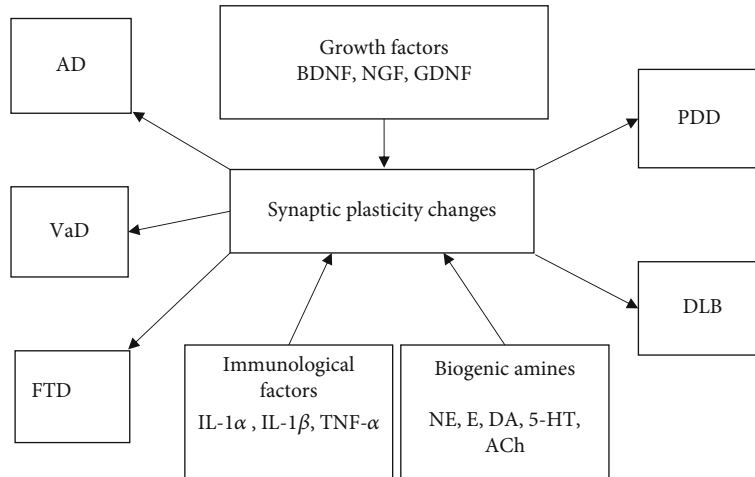 AD
Growth factors
BDNF, NGF, GDNF
PDD
Synaptic plasticity changes
VaD
DLB
FTD
Immunological
factors
IL-1α , IL-1β, TNF-α
Biogenic amines
NE, E, DA, 5-HT,
ACh